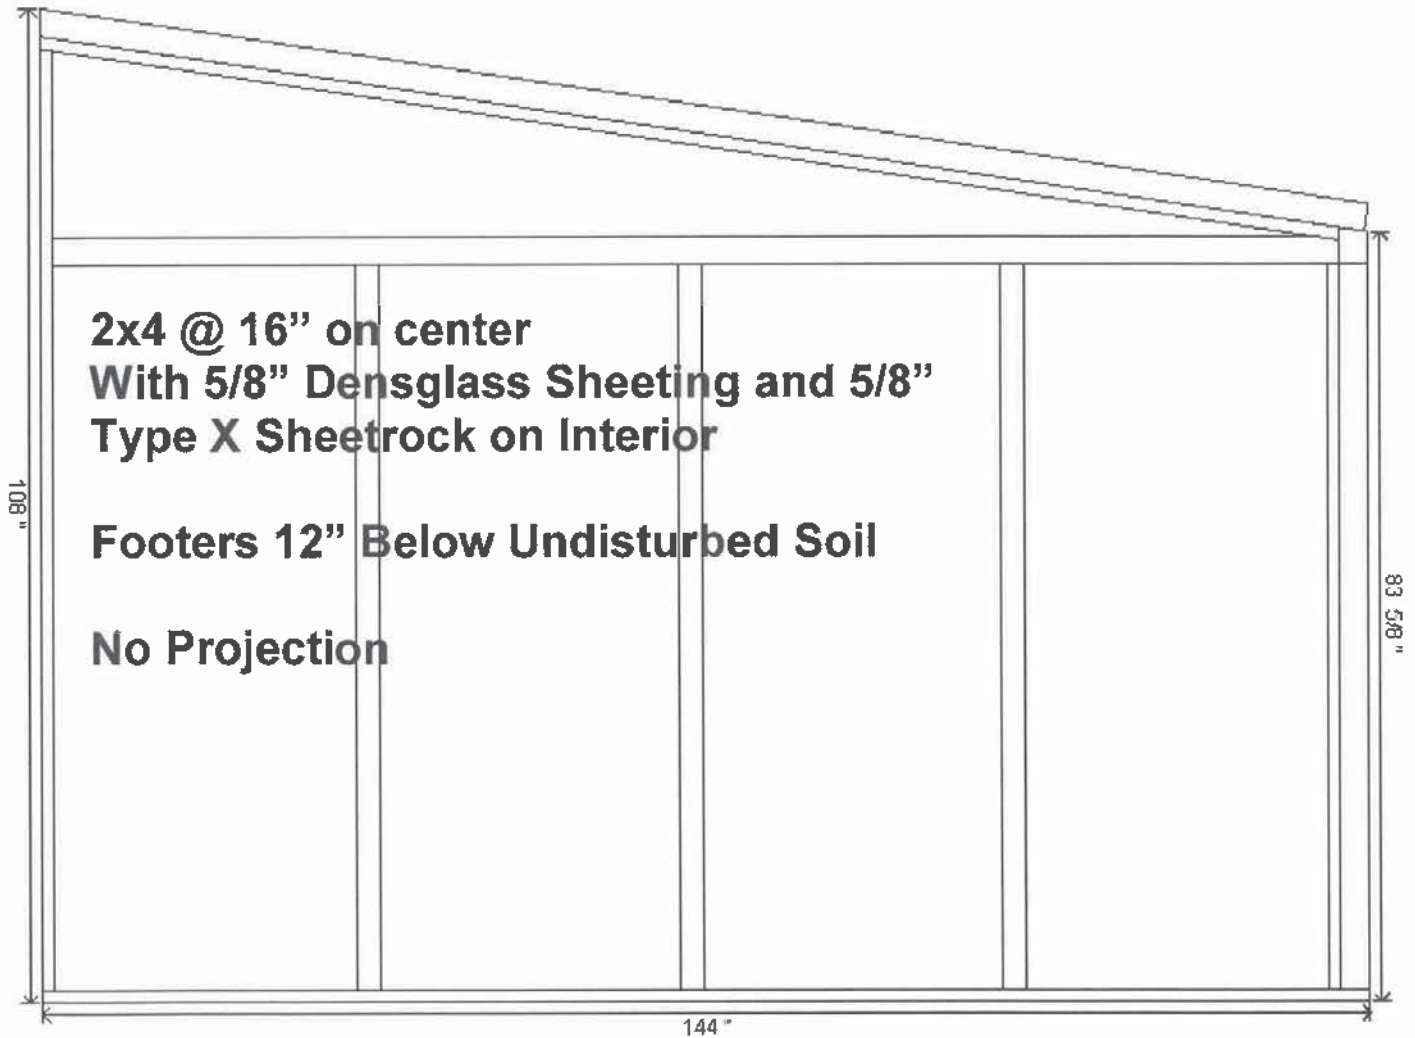 2x4 @ 16” on center
With 5/8” Densglass Sheeting and 5/8”
Type X Sheetrock on Interior
Footers 12” Below Undisturbed Soil
No Projection
108"
83 5/8"
144"